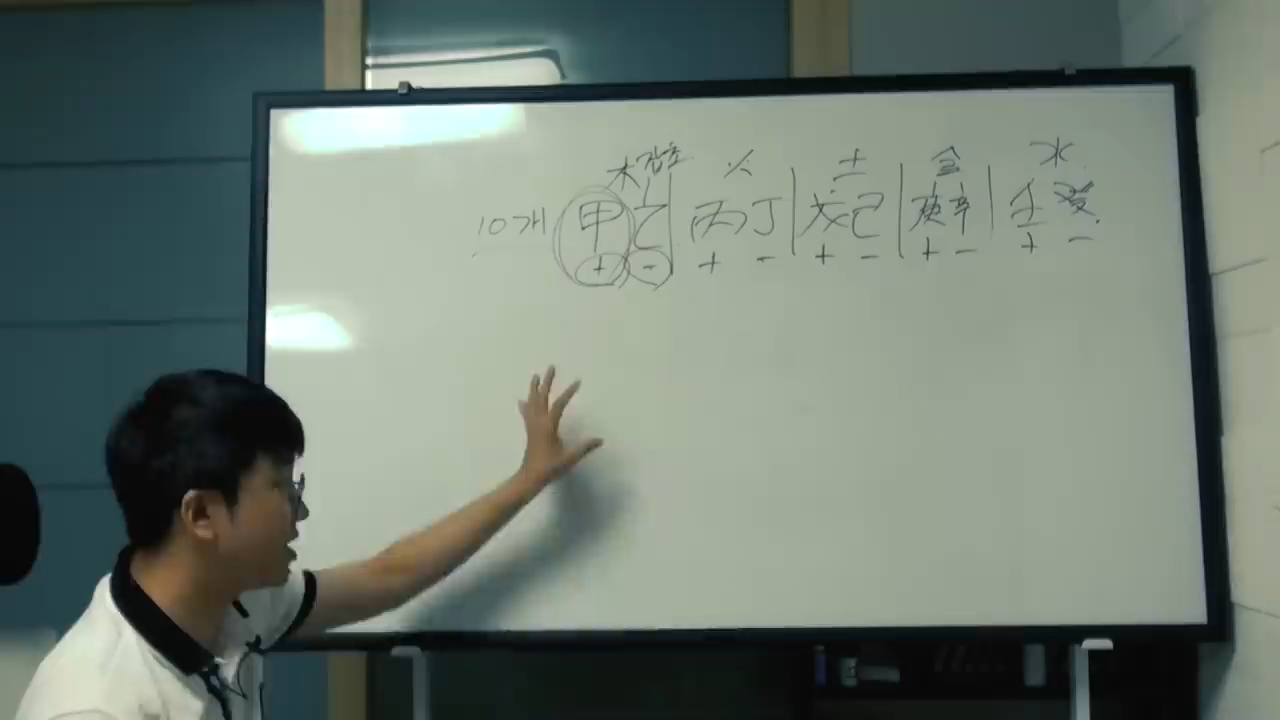 木 火 土 金 水
10개 甲乙 | 丙丁 | 戊己 | 庚辛 | 壬癸
+ - + - + - + - + -